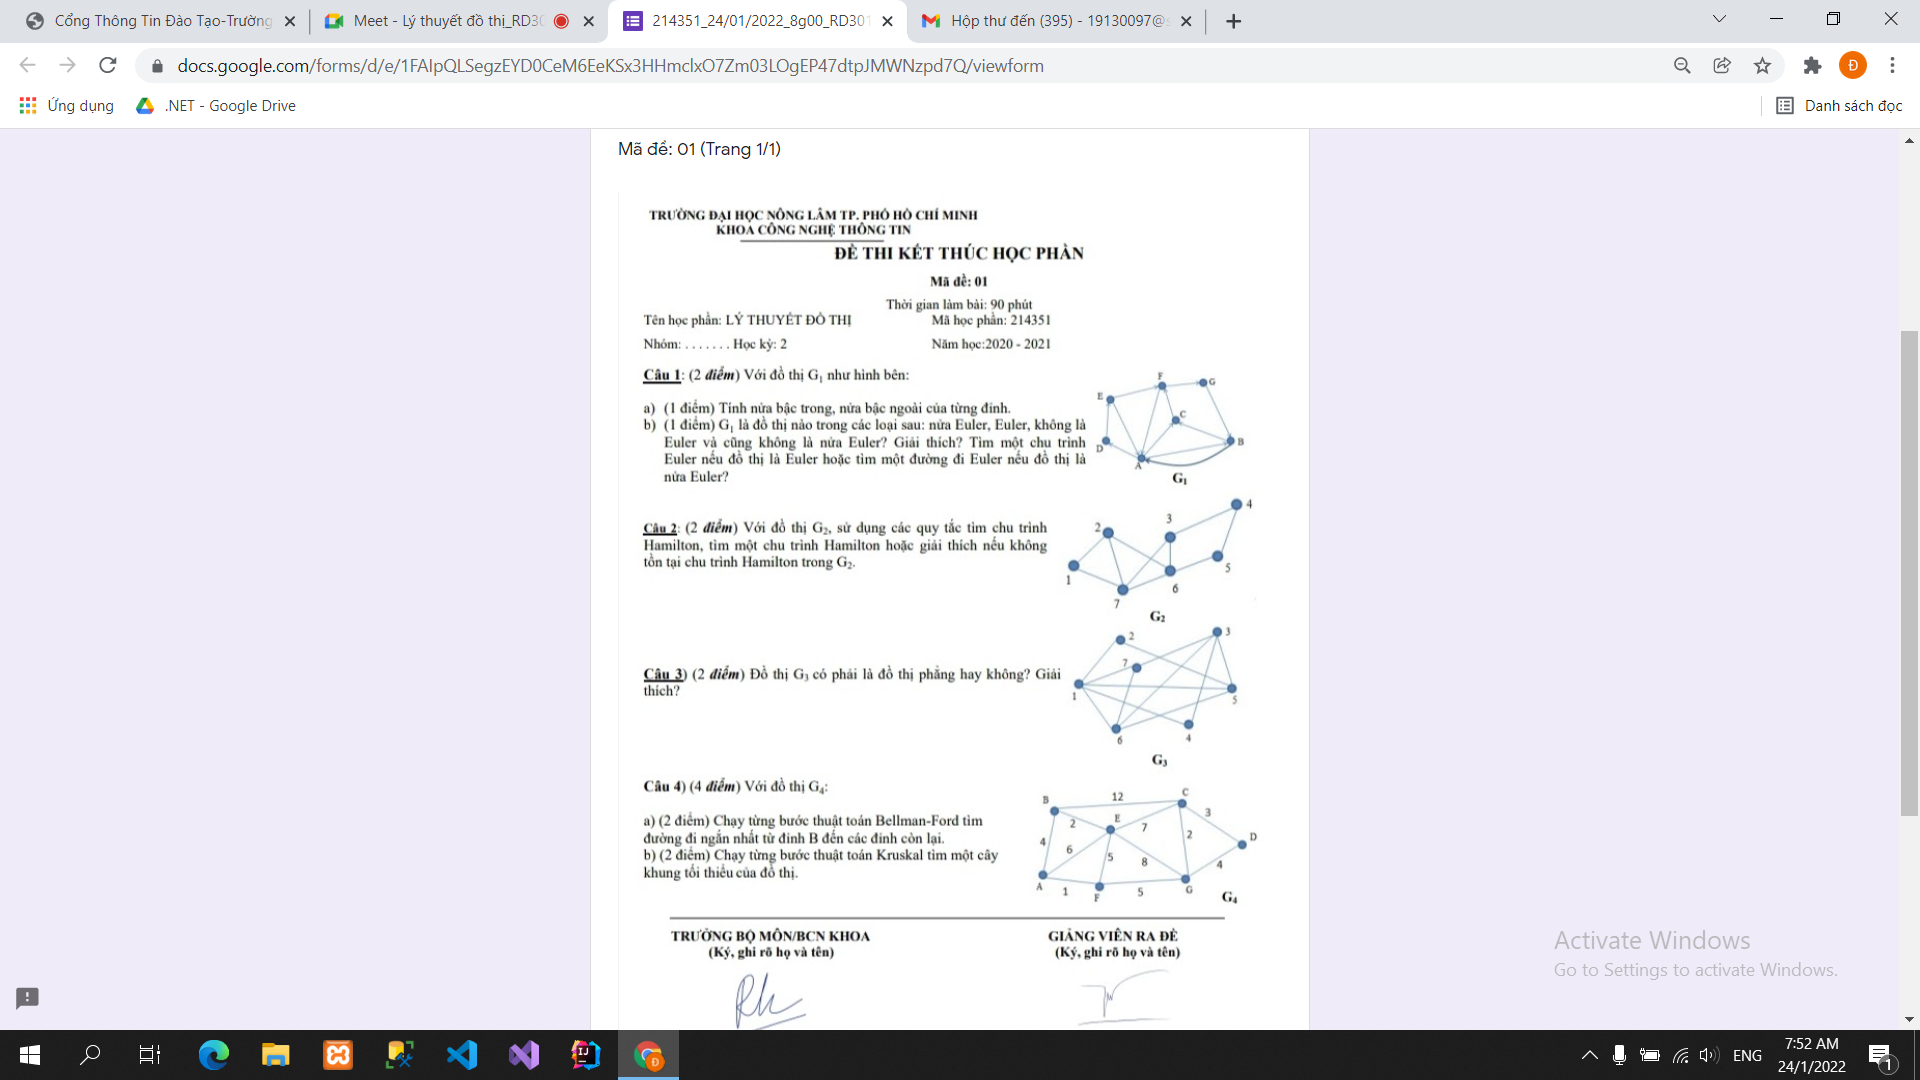 Cổng Thông Tin Đào Tạo-Trường
Meet - Lý thuyết đồ thị_RD30
214351_24/01/2022_8g00_RD301
Hộp thư đến (395) - 19130097@s
docs.google.com/forms/d/e/1FAIpQLSegzEYD0CeM6EeKSx3HHmclxO7Zm03LOgEP47dtpJMWNzpd7Q/viewform
Đ
Ứng dụng
.NET - Google Drive
Danh sách đọc
Mã đề: 01 (Trang 1/1)
TRƯỜNG ĐẠI HỌC NÔNG LÂM TP. PHỐ HỒ CHÍ MINH
KHOA CÔNG NGHỆ THÔNG TIN
ĐỀ THI KẾT THÚC HỌC PHẦN
Mã đề: 01
Thời gian làm bài: 90 phút
Tên học phần: LÝ THUYẾT ĐỒ THỊ Mã học phần: 214351
Nhóm: . . . . . . . Học kỳ: 2 Năm học:2020 - 2021
Câu 1: (2 điểm) Với đồ thị G₁ như hình bên:
a) (1 điểm) Tính nửa bậc trong, nửa bậc ngoài của từng đỉnh.
b) (1 điểm) G₁ là đồ thị nào trong các loại sau: nửa Euler, Euler, không là
Euler và cũng không là nửa Euler? Giải thích? Tìm một chu trình
Euler nếu đồ thị là Euler hoặc tìm một đường đi Euler nếu đồ thị là
nửa Euler?
F
G
E
C
D
B
A
G₁
Câu 2: (2 điểm) Với đồ thị G₂, sử dụng các quy tắc tìm chu trình
Hamilton, tìm một chu trình Hamilton hoặc giải thích nếu không
tồn tại chu trình Hamilton trong G₂.
4
3
2
1
5
6
7
G₂
Câu 3) (2 điểm) Đồ thị G₃ có phải là đồ thị phẳng hay không? Giải
thích?
2
3
7
1
5
6
4
G₃
Câu 4) (4 điểm) Với đồ thị G₄:
a) (2 điểm) Chạy từng bước thuật toán Bellman-Ford tìm
đường đi ngắn nhất từ đỉnh B đến các đỉnh còn lại.
b) (2 điểm) Chạy từng bước thuật toán Kruskal tìm một cây
khung tối thiểu của đồ thị.
B
12
C
2
E
7
3
4
2
D
6
5
8
4
A
1
F
5
G
G₄
TRƯỞNG BỘ MÔN/BCN KHOA GIẢNG VIÊN RA ĐỀ
(Ký, ghi rõ họ và tên) (Ký, ghi rõ họ và tên)
Activate Windows
Go to Settings to activate Windows.
ENG
7:52 AM
24/1/2022
1